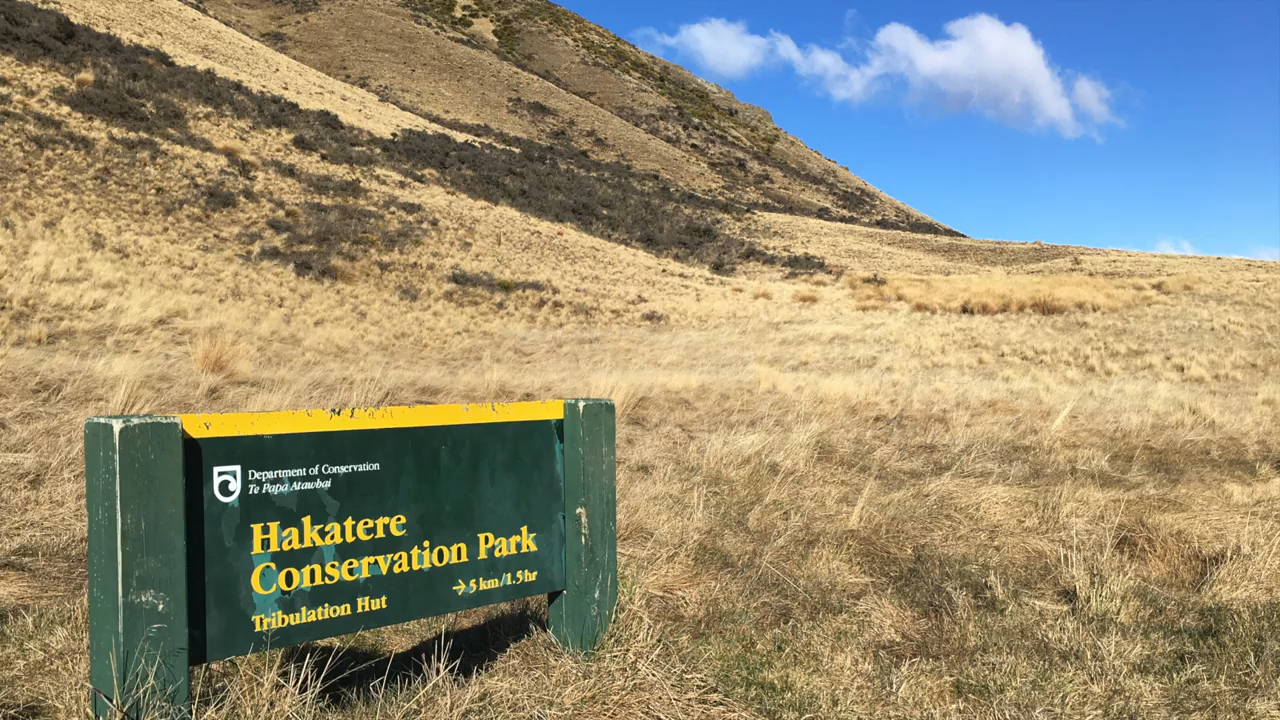 Department of Conservation
Te Papa Atawbai
Hakatere
Conservation Park
→ 5 km/1.5 hr
Tribulation Hut